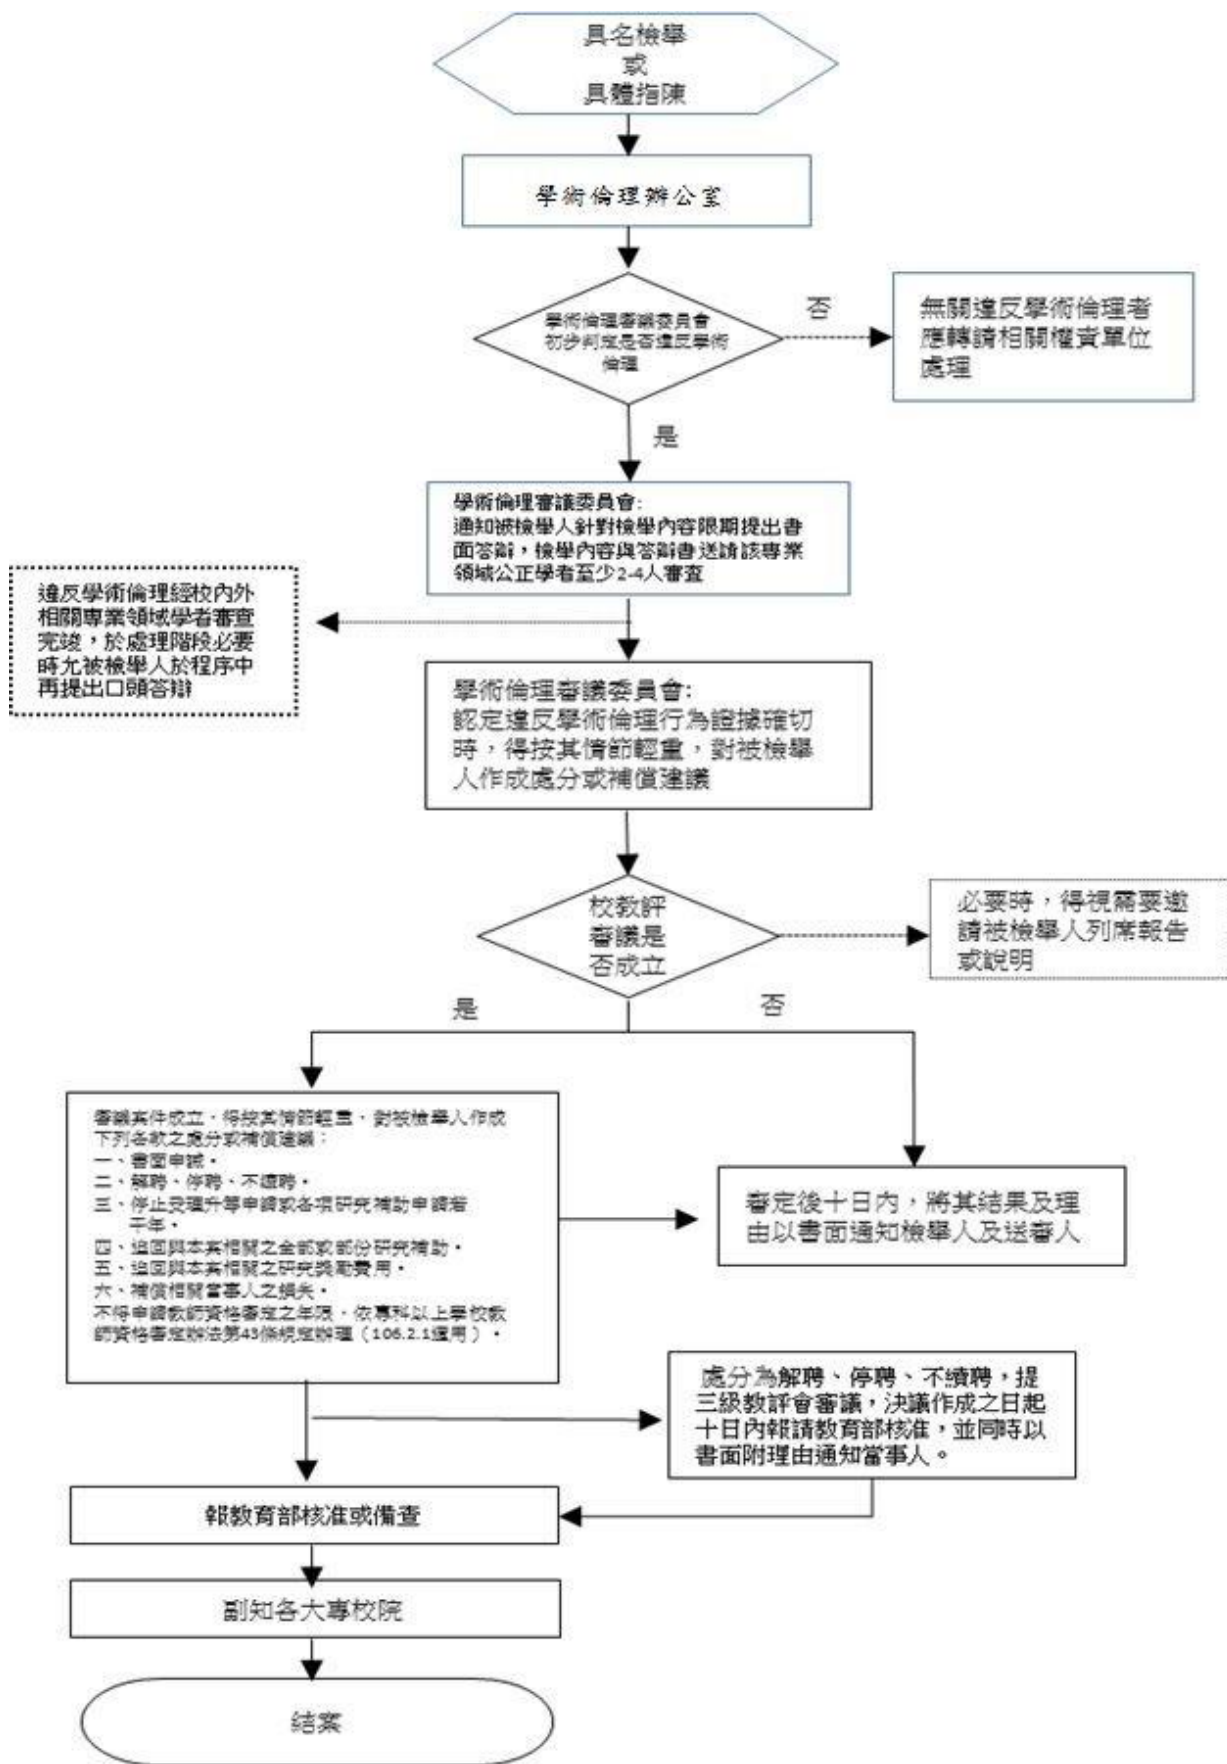 具名檢舉
或
具體指陳
學術倫理辦公室
學術倫理審議委員會
初步判定是否違反學術
倫理
否
無關違反學術倫理者
應轉請相關權責單位
處理
是
學術倫理審議委員會:
通知被檢舉人針對檢舉內容限期提出書
面答辯，檢舉內容與答辯書送請該專業
領域公正學者至少2-4人審查
違反學術倫理經校內外
相關專業領域學者審查
完竣，於處理階段必要
時允被檢舉人於程序中
再提出口頭答辯
學術倫理審議委員會:
認定違反學術倫理行為證據確切
時，得按其情節輕重，對被檢舉
人作成處分或補償建議
校教評
審議是
否成立
必要時，得視需要邀
請被檢舉人列席報告
或說明
是
否
審議案件成立，得按其情節輕重，對被檢舉人作成
下列各款之處分或補償建議：
一、書面申誡。
二、解聘、停聘、不續聘。
三、停止受理升等申請或各項研究補助申請若
干年。
四、追回與本案相關之全部或部份研究補助。
五、追回與本案相關之研究獎勵費用。
六、補償相關當事人之損失。
不得申請教師資格審定之年限，依專科以上學校教
師資格審定辦法第43條規定辦理（106.2.1適用）。
審定後十日內，將其結果及理
由以書面通知檢舉人及送審人
處分為解聘、停聘、不續聘，提
三級教評會審議，決議作成之日起
十日內報請教育部核准，並同時以
書面附理由通知當事人。
報教育部核准或備查
副知各大專校院
結案